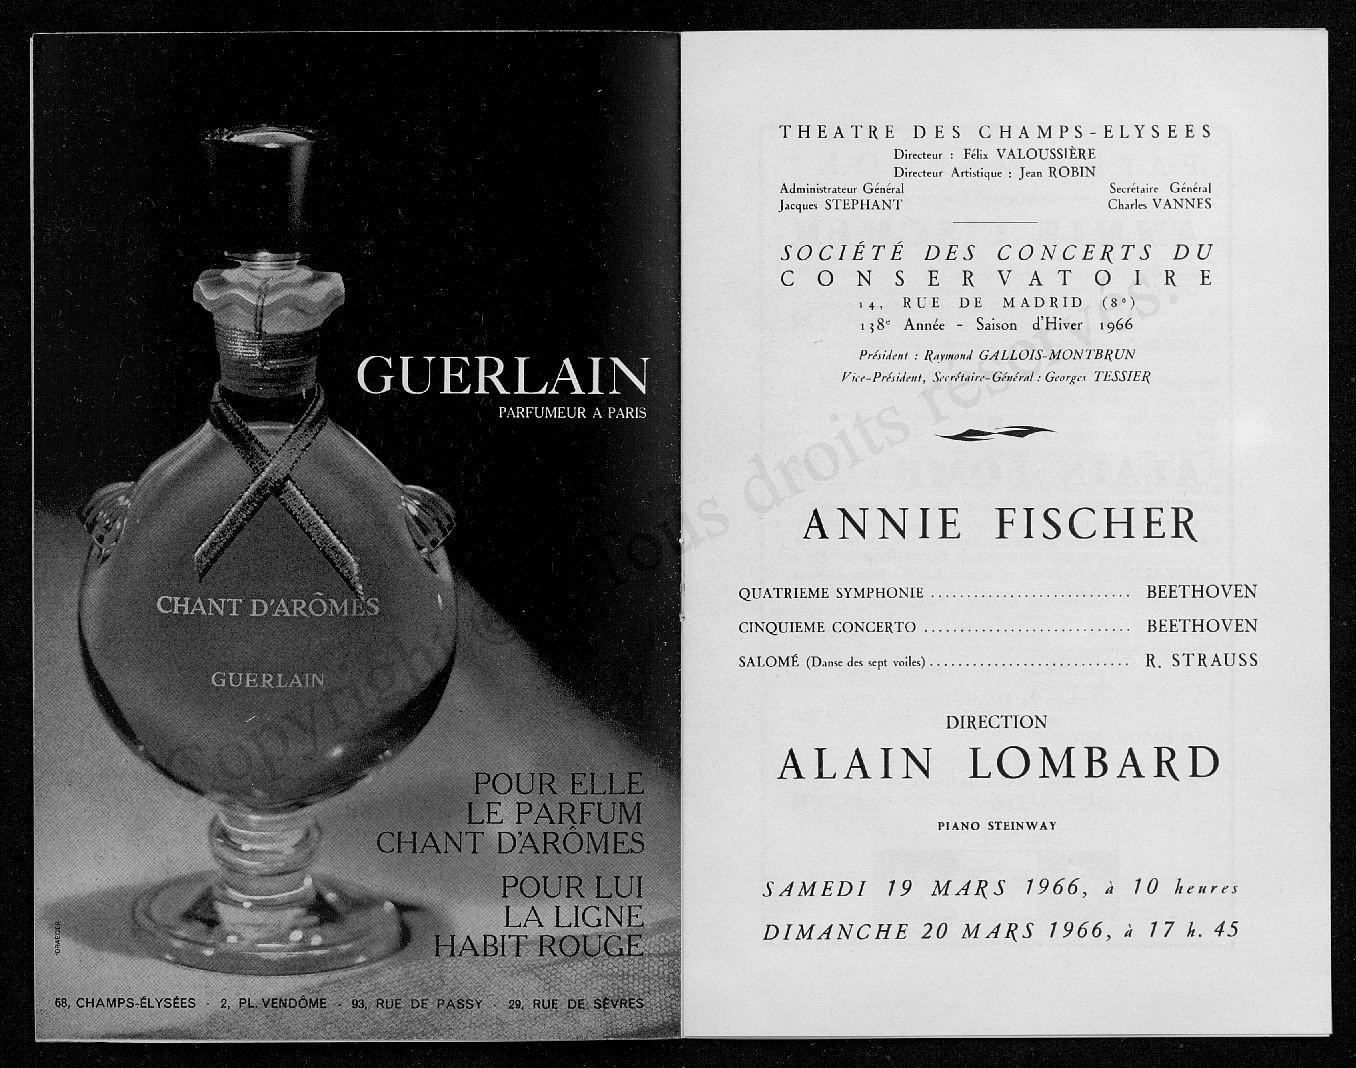 GUERLAIN
PARFUMEUR A PARIS
CHANT D'ARÔMES
GUERLAIN
POUR ELLE
LE PARFUM
CHANT D'ARÔMES
POUR LUI
LA LIGNE
HABIT ROUGE
DRAEGER
68, CHAMPS-ÉLYSÉES - 2, PL. VENDÔME - 93, RUE DE PASSY - 29, RUE DE SÈVRES
THEATRE DES CHAMPS-ELYSEES
Directeur : Félix VALOUSSIÈRE
Directeur Artistique : Jean ROBIN
Administrateur Général Secrétaire Général
Jacques STEPHANT Charles VANNES
SOCIÉTÉ DES CONCERTS DU
CONSERVATOIRE
14, RUE DE MADRID (8e)
138e Année - Saison d'Hiver 1966
Président : Raymond GALLOIS-MONTBRUN
Vice-Président, Secrétaire-Général : Georges TESSIER
ANNIE FISCHER
QUATRIEME SYMPHONIE ........................... BEETHOVEN
CINQUIEME CONCERTO ............................ BEETHOVEN
SALOMÉ (Danse des sept voiles) ........................... R. STRAUSS
DIRECTION
ALAIN LOMBARD
PIANO STEINWAY
SAMEDI 19 MARS 1966, à 10 heures
DIMANCHE 20 MARS 1966, à 17 h. 45
Copyright © Tous droits réservés.